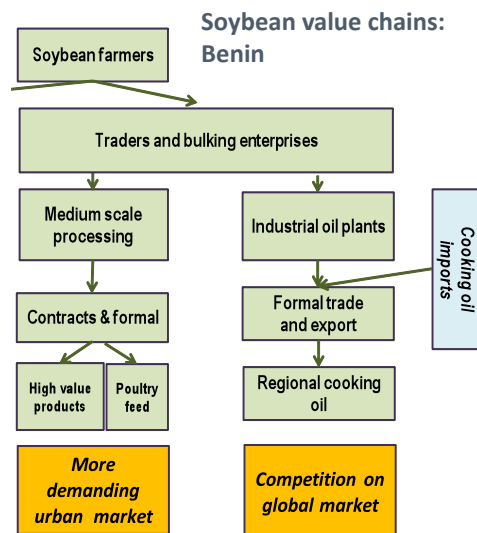 Soybean value chains:
Benin
Soybean farmers
Traders and bulking enterprises
Medium scale
processing
Industrial oil plants
Cooking oil
imports
Contracts & formal
Formal trade
and export
High value
products
Poultry
feed
Regional cooking
oil
More
demanding
urban market
Competition on
global market